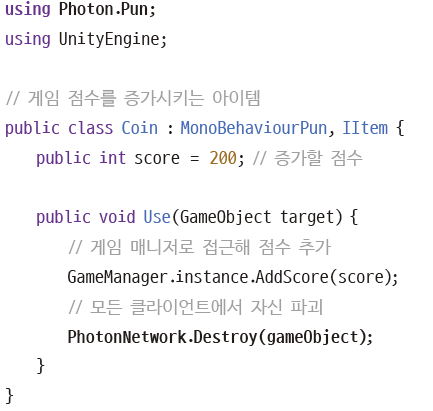 using Photon.Pun;
using UnityEngine;

// 게임 점수를 증가시키는 아이템
public class Coin : MonoBehaviourPun, IItem {
    public int score = 200; // 증가할 점수

    public void Use(GameObject target) {
        // 게임 매니저로 접근해 점수 추가
        GameManager.instance.AddScore(score);
        // 모든 클라이언트에서 자신 파괴
        PhotonNetwork.Destroy(gameObject);
    }
}